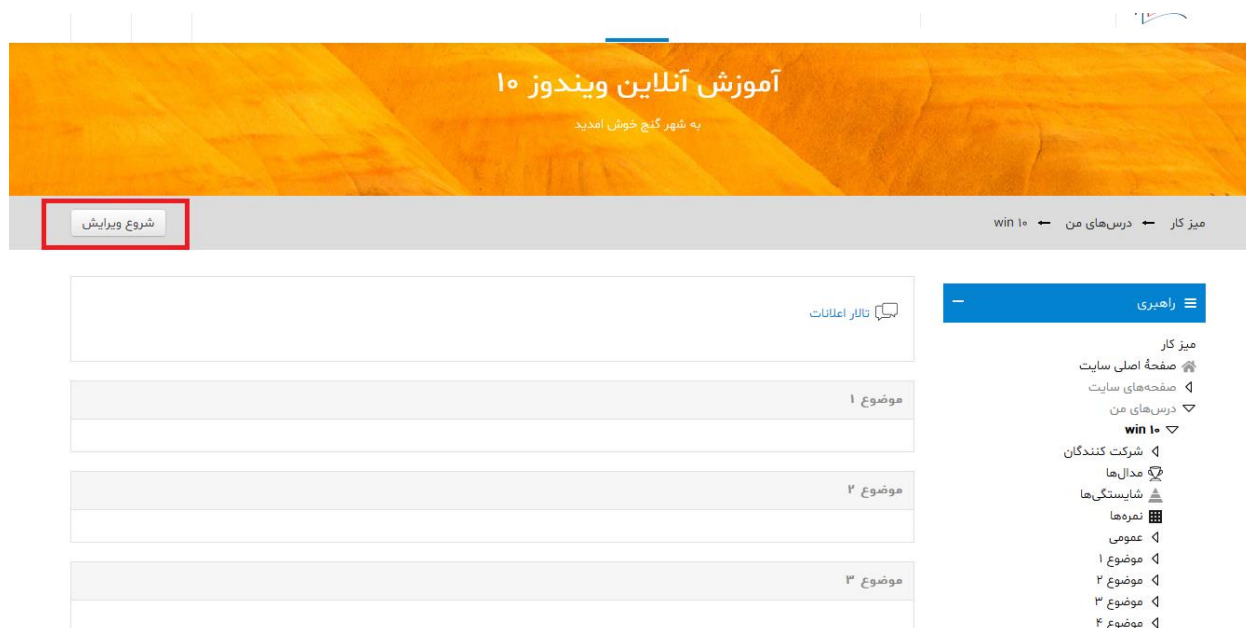 آموزش آنلاین ویندوز ۱۰
به شهر گنج خوش امدید
میز کار ← درس‌های من ← win ۱۰
شروع ویرایش
راهبری
میز کار
صفحهٔ اصلی سایت
صفحه‌های سایت
درس‌های من
win ۱۰
شرکت کنندگان
مدال‌ها
شایستگی‌ها
نمره‌ها
عمومی
موضوع ۱
موضوع ۲
موضوع ۳
موضوع ۴
تالار اعلانات
موضوع ۱
موضوع ۲
موضوع ۳